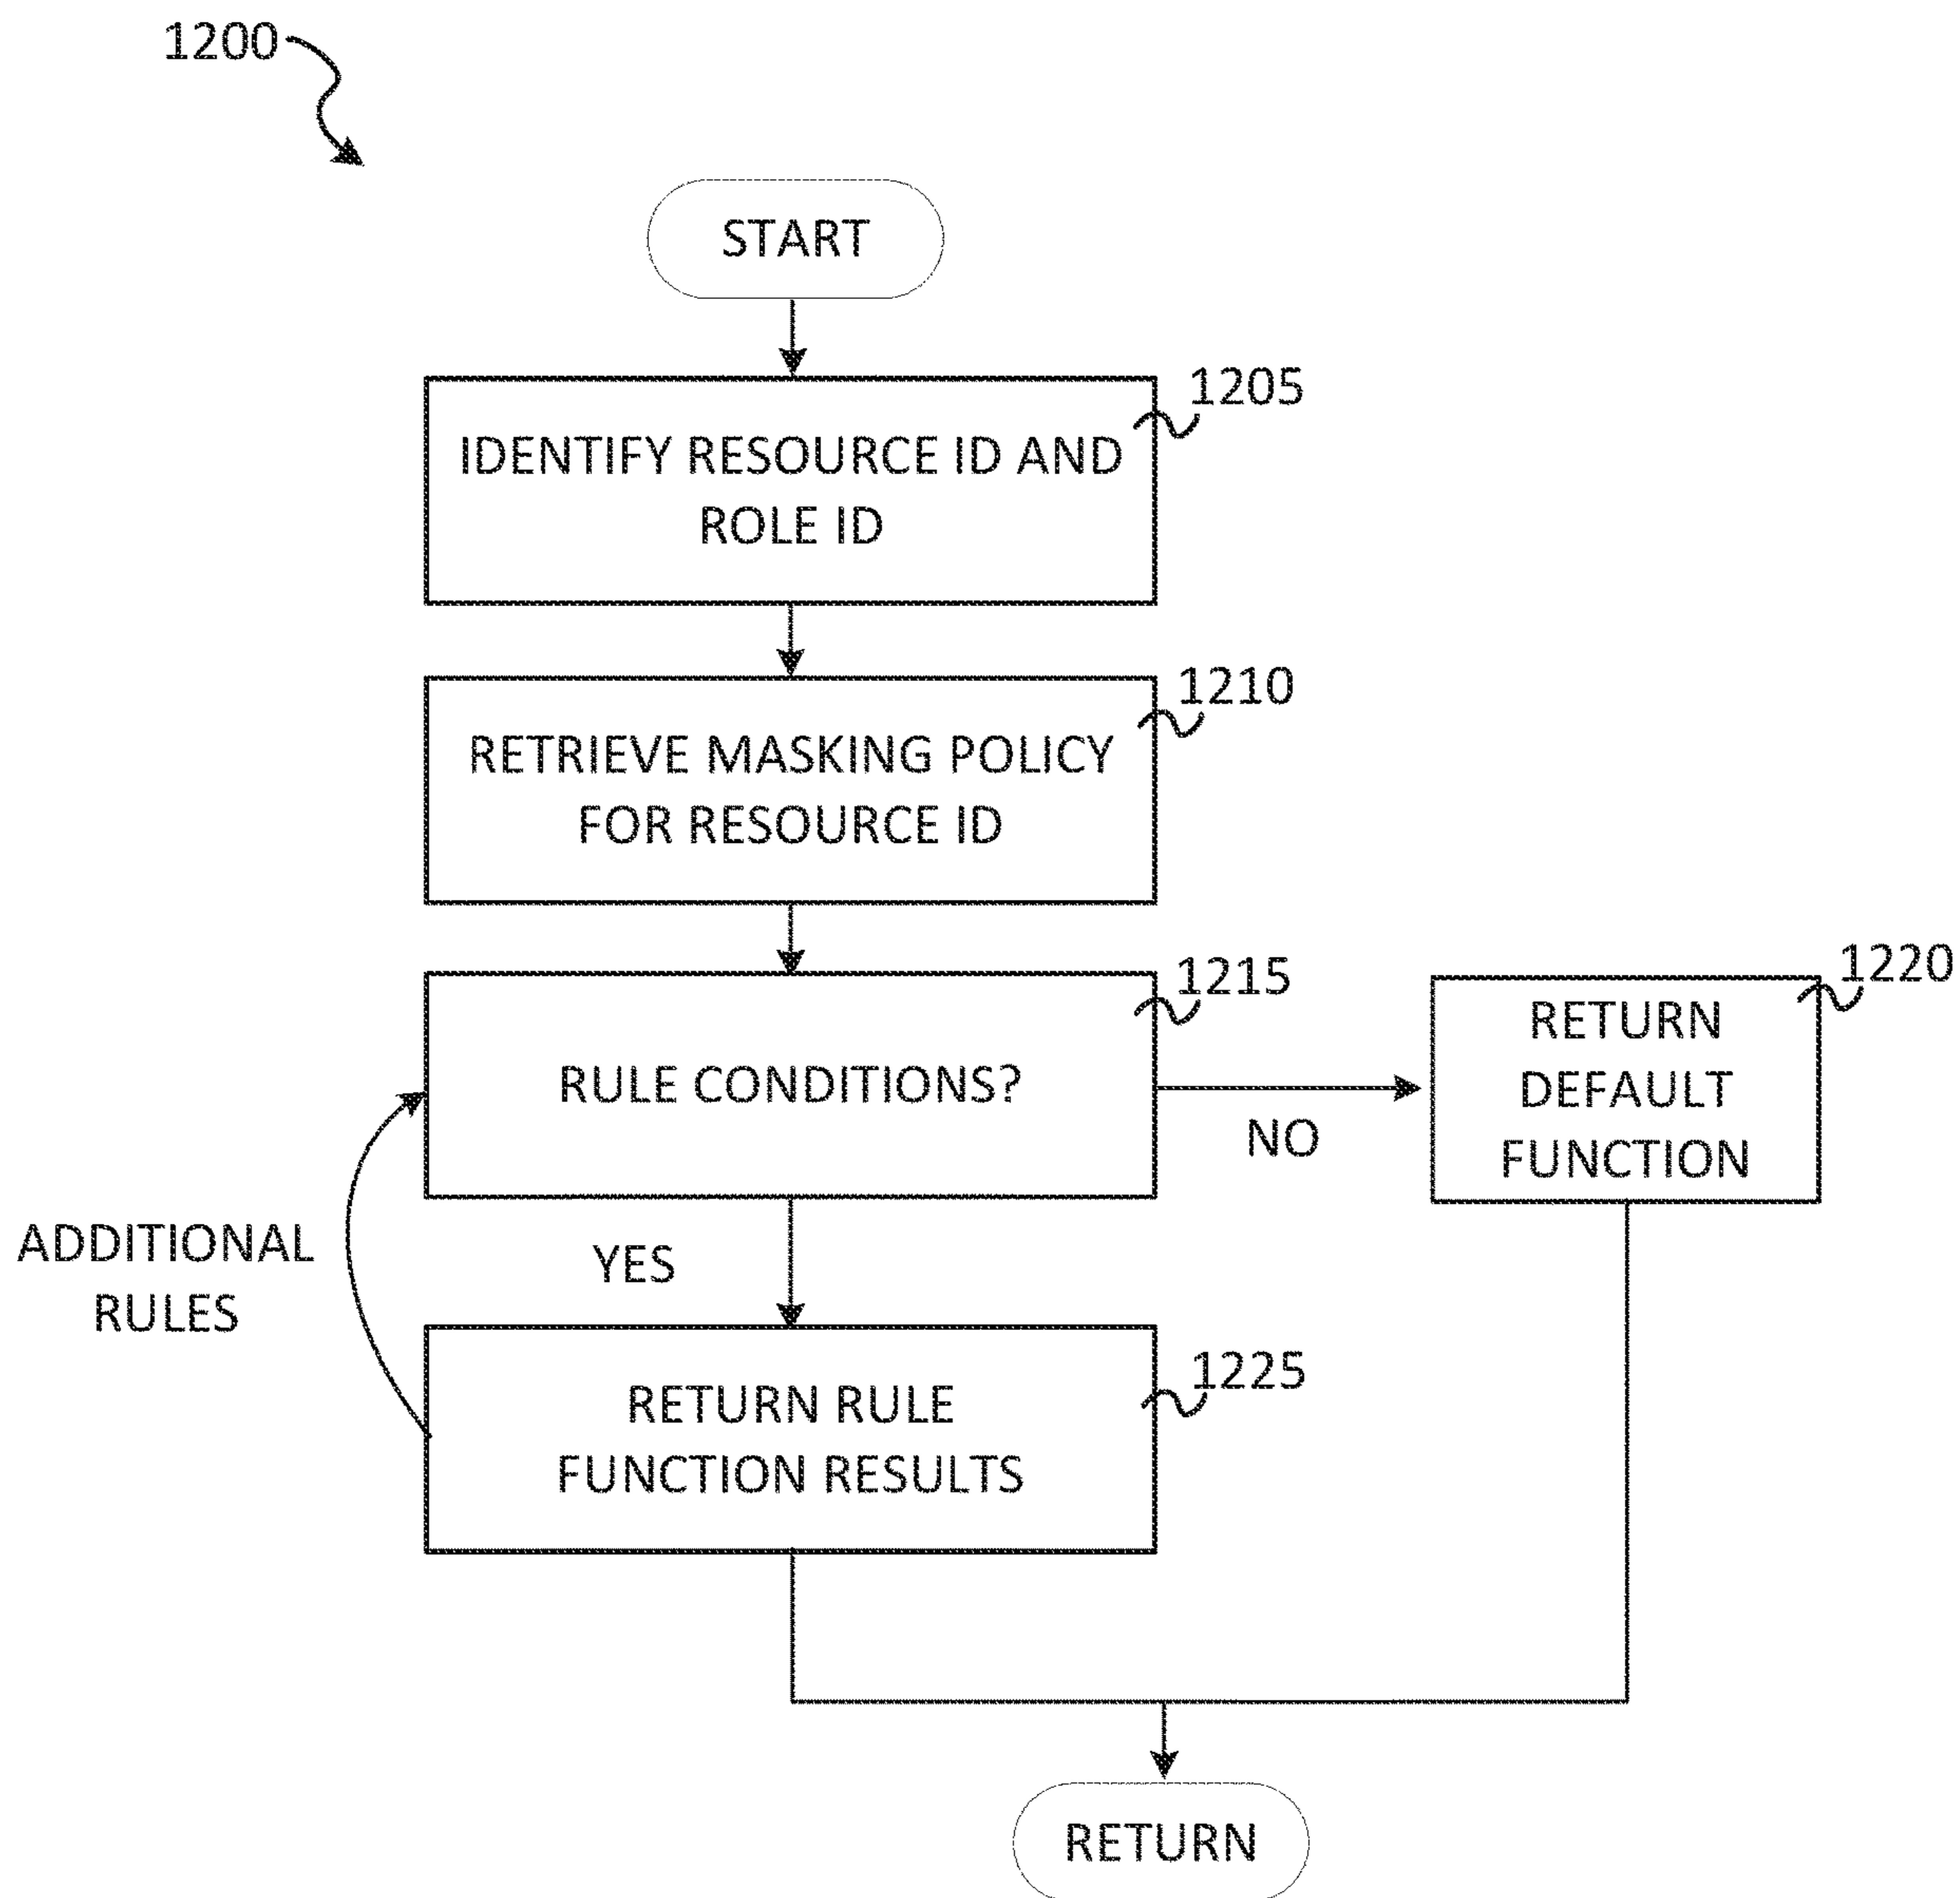 1200
START
1205
IDENTIFY RESOURCE ID AND
ROLE ID
1210
RETRIEVE MASKING POLICY
FOR RESOURCE ID
1215
RULE CONDITIONS?
1220
RETURN
DEFAULT
FUNCTION
NO
YES
ADDITIONAL
RULES
1225
RETURN RULE
FUNCTION RESULTS
RETURN